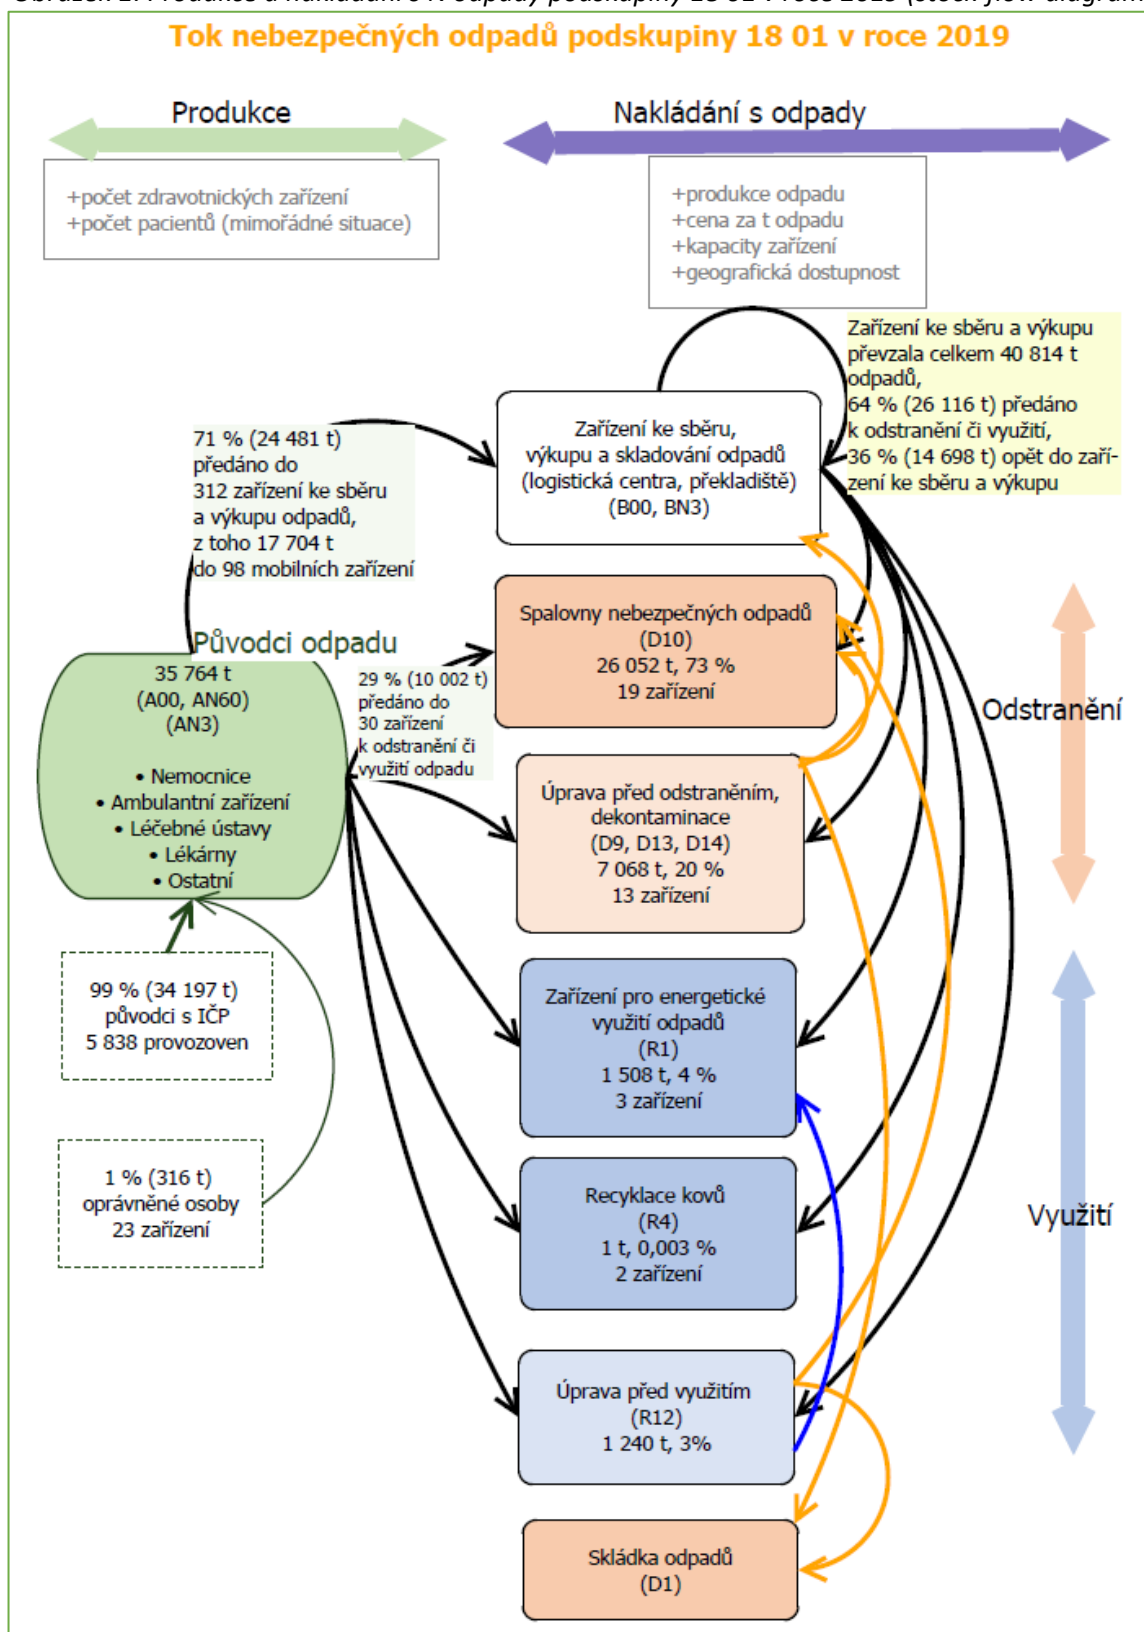 Tok nebezpečných odpadů podskupiny 18 01 v roce 2019
Produkce
Nakládání s odpady
+počet zdravotnických zařízení
+počet pacientů (mimořádné situace)
+produkce odpadu
+cena za t odpadu
+kapacity zařízení
+geografická dostupnost
Zařízení ke sběru a výkupu
převzala celkem 40 814 t
odpadů,
64 % (26 116 t) předáno
k odstranění či využití,
36 % (14 698 t) opět do zaří-
zení ke sběru a výkupu
71 % (24 481 t)
předáno do
312 zařízení ke sběru
a výkupu odpadů,
z toho 17 704 t
do 98 mobilních zařízení
Zařízení ke sběru,
výkupu a skladování odpadů
(logistická centra, překladiště)
(B00, BN3)
Původci odpadu
35 764 t
(A00, AN60)
(AN3)
• Nemocnice
• Ambulantní zařízení
• Léčebné ústavy
• Lékárny
• Ostatní
29 % (10 002 t)
předáno do
30 zařízení
k odstranění či
využití odpadu
Spalovny nebezpečných odpadů
(D10)
26 052 t, 73 %
19 zařízení
Odstranění
Úprava před odstraněním,
dekontaminace
(D9, D13, D14)
7 068 t, 20 %
13 zařízení
99 % (34 197 t)
původci s IČP
5 838 provozoven
Zařízení pro energetické
využití odpadů
(R1)
1 508 t, 4 %
3 zařízení
1 % (316 t)
oprávněné osoby
23 zařízení
Recyklace kovů
(R4)
1 t, 0,003 %
2 zařízení
Využití
Úprava před využitím
(R12)
1 240 t, 3%
Skládka odpadů
(D1)